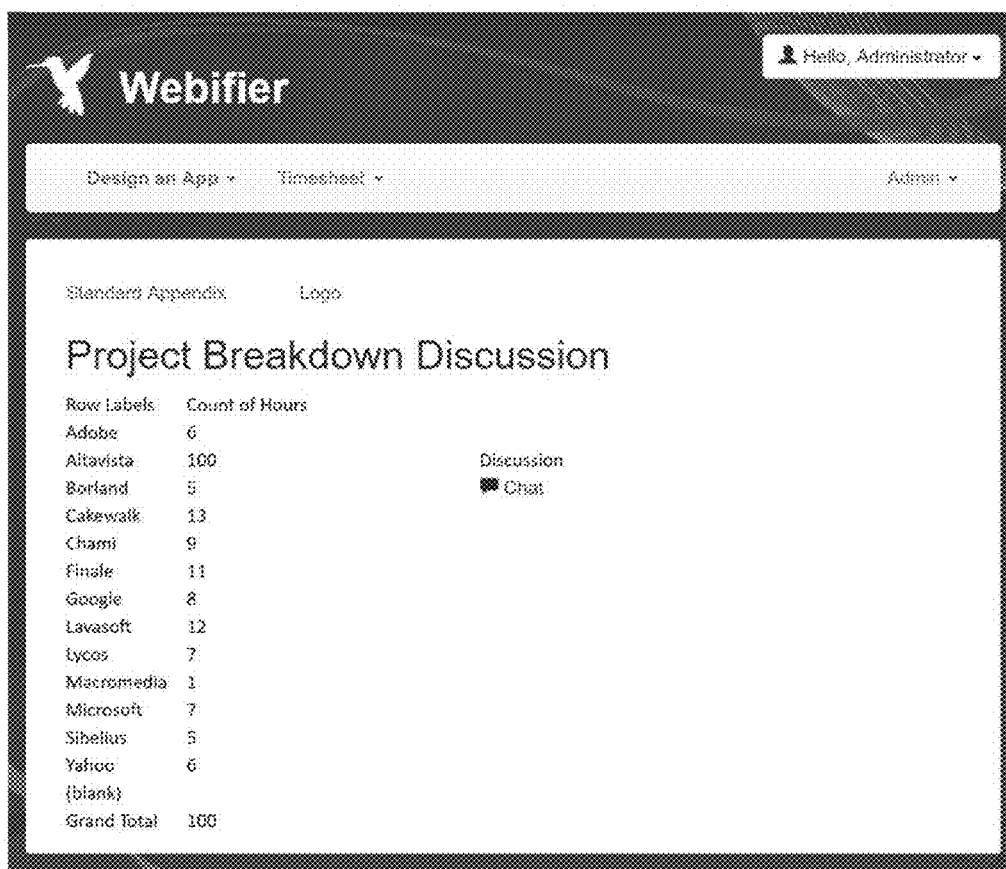 Webifier
Hello, Administrator
Design an App Timesheet Admin
Standard Appendix Logo
Project Breakdown Discussion
Row Labels Count of Hours
Adobe 6
Altavista 100 Discussion
Borland 5 Chat
Cakewalk 13
Chami 9
Finale 11
Google 8
Lavasoft 12
Lycos 7
Macromedia 1
Microsoft 7
Sibelius 5
Yahoo 6
(blank)
Grand Total 100